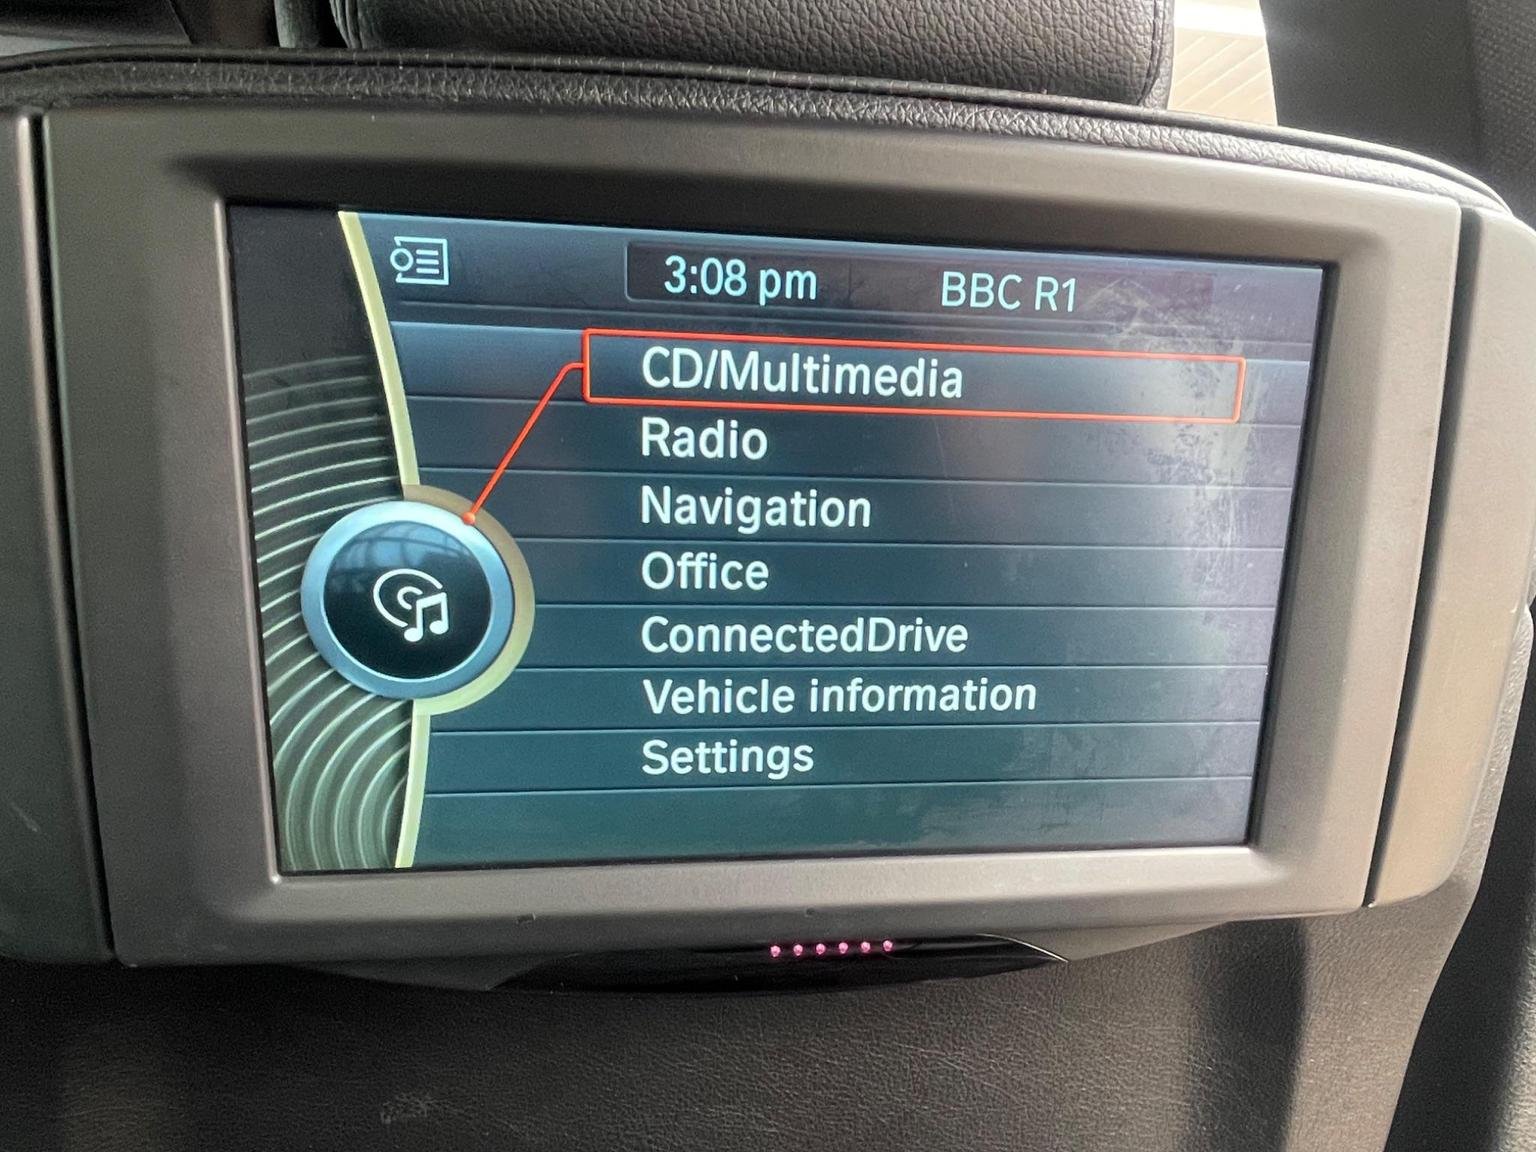 3:08 pm BBC R1
CD/Multimedia
Radio
Navigation
Office
ConnectedDrive
Vehicle information
Settings